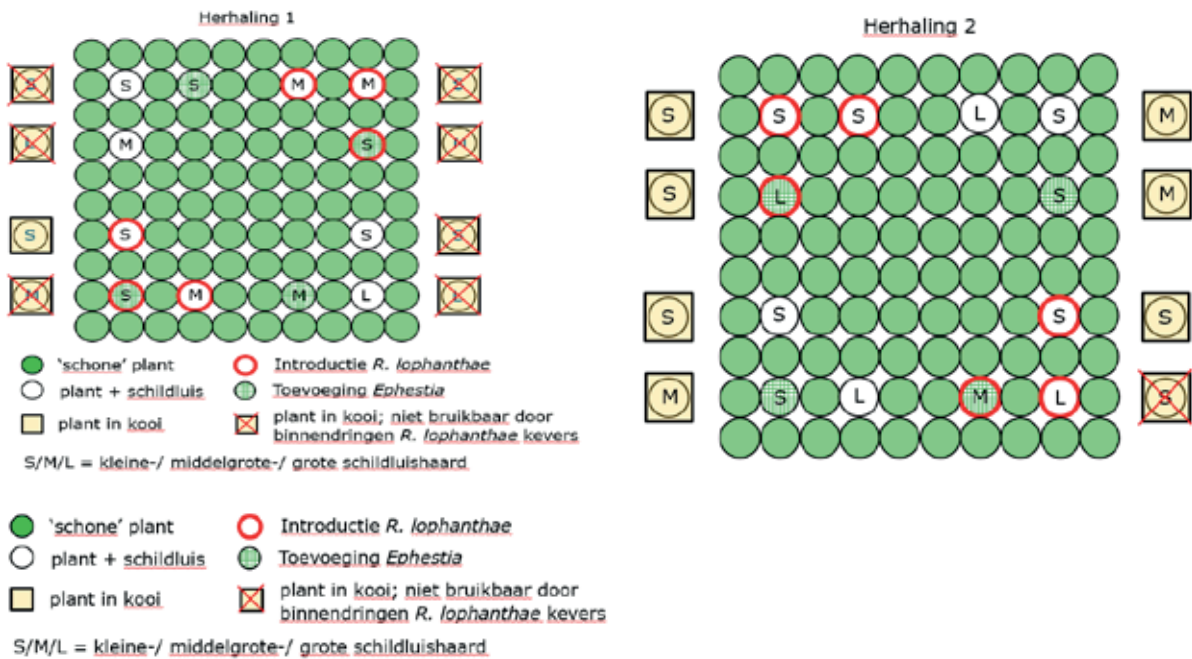 Herhaling 1
S S S M M S
M S M
S S S S
M S M M L L
'schone' plant
Introductie R. lophanthae
plant + schildluis
Toevoeging Ephestia
plant in kooi
plant in kooi; niet bruikbaar door
binnendringen R. lophanthae kevers
S/M/L = kleine-/ middelgrote-/ grote schildluishaard
Herhaling 2
S S S L S M
S L S M
S S S S
M S L M L S
'schone' plant
Introductie R. lophanthae
plant + schildluis
Toevoeging Ephestia
plant in kooi
plant in kooi; niet bruikbaar door
binnendringen R. lophanthae kevers
S/M/L = kleine-/ middelgrote-/ grote schildluishaard